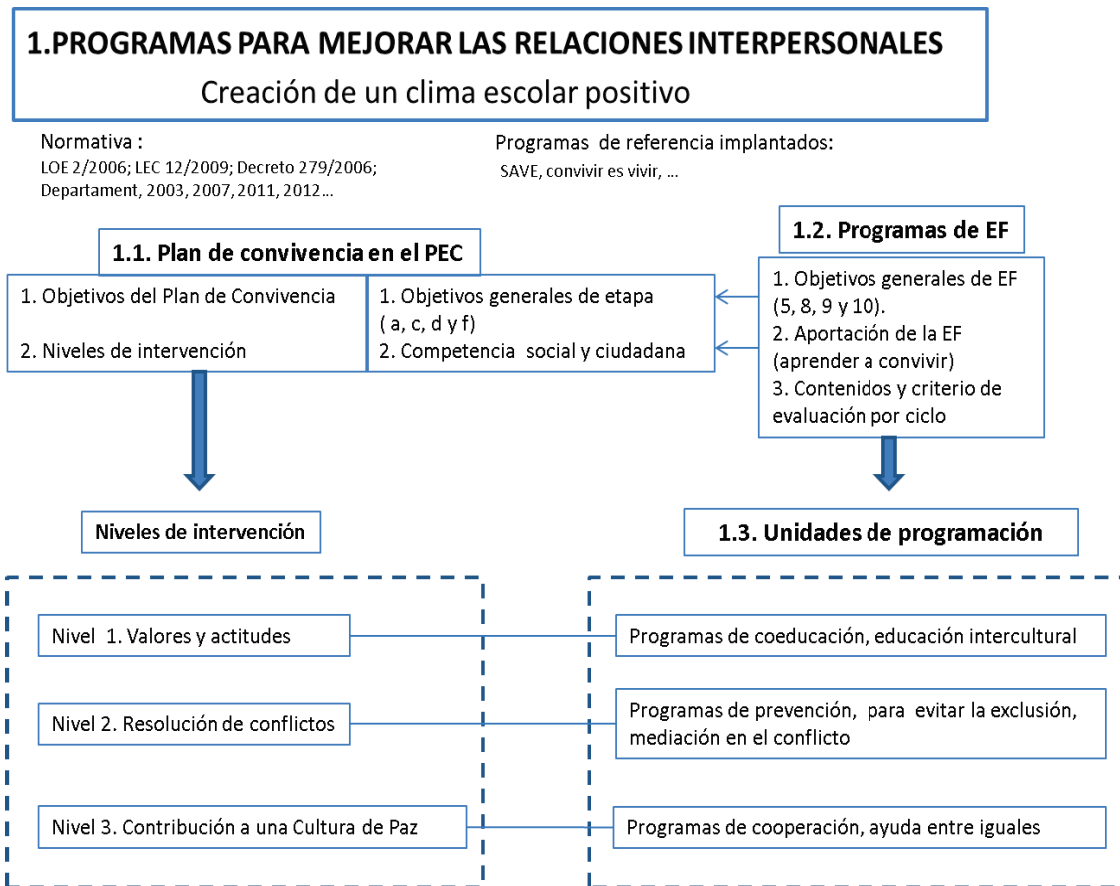 1.PROGRAMAS PARA MEJORAR LAS RELACIONES INTERPERSONALES
Creación de un clima escolar positivo
Normativa :
LOE 2/2006; LEC 12/2009; Decreto 279/2006;
Departament, 2003, 2007, 2011, 2012...
Programas de referencia implantados:
SAVE, convivir es vivir, ...
1.1. Plan de convivencia en el PEC
1. Objetivos del Plan de Convivencia
2. Niveles de intervención
1. Objetivos generales de etapa
( a, c, d y f)
2. Competencia social y ciudadana
1.2. Programas de EF
1. Objetivos generales de EF
(5, 8, 9 y 10).
2. Aportación de la EF
(aprender a convivir)
3. Contenidos y criterio de
evaluación por ciclo
Niveles de intervención
1.3. Unidades de programación
Nivel 1. Valores y actitudes
Programas de coeducación, educación intercultural
Nivel 2. Resolución de conflictos
Programas de prevención, para evitar la exclusión,
mediación en el conflicto
Nivel 3. Contribución a una Cultura de Paz
Programas de cooperación, ayuda entre iguales